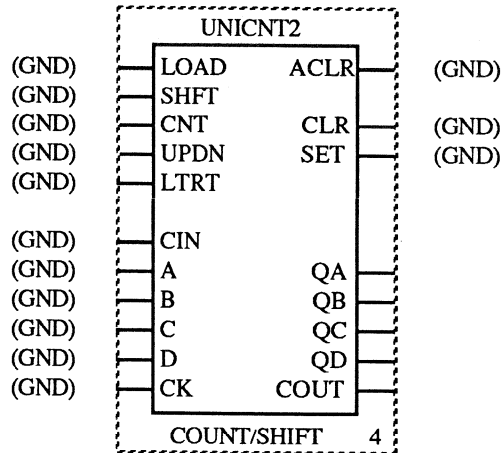 UNICNT2
(GND) LOAD ACLR (GND)
(GND) SHFT
(GND) CNT CLR (GND)
(GND) UPDN SET (GND)
(GND) LTRT
(GND) CIN
(GND) A QA
(GND) B QB
(GND) C QC
(GND) D QD
(GND) CK COUT
COUNT/SHIFT 4